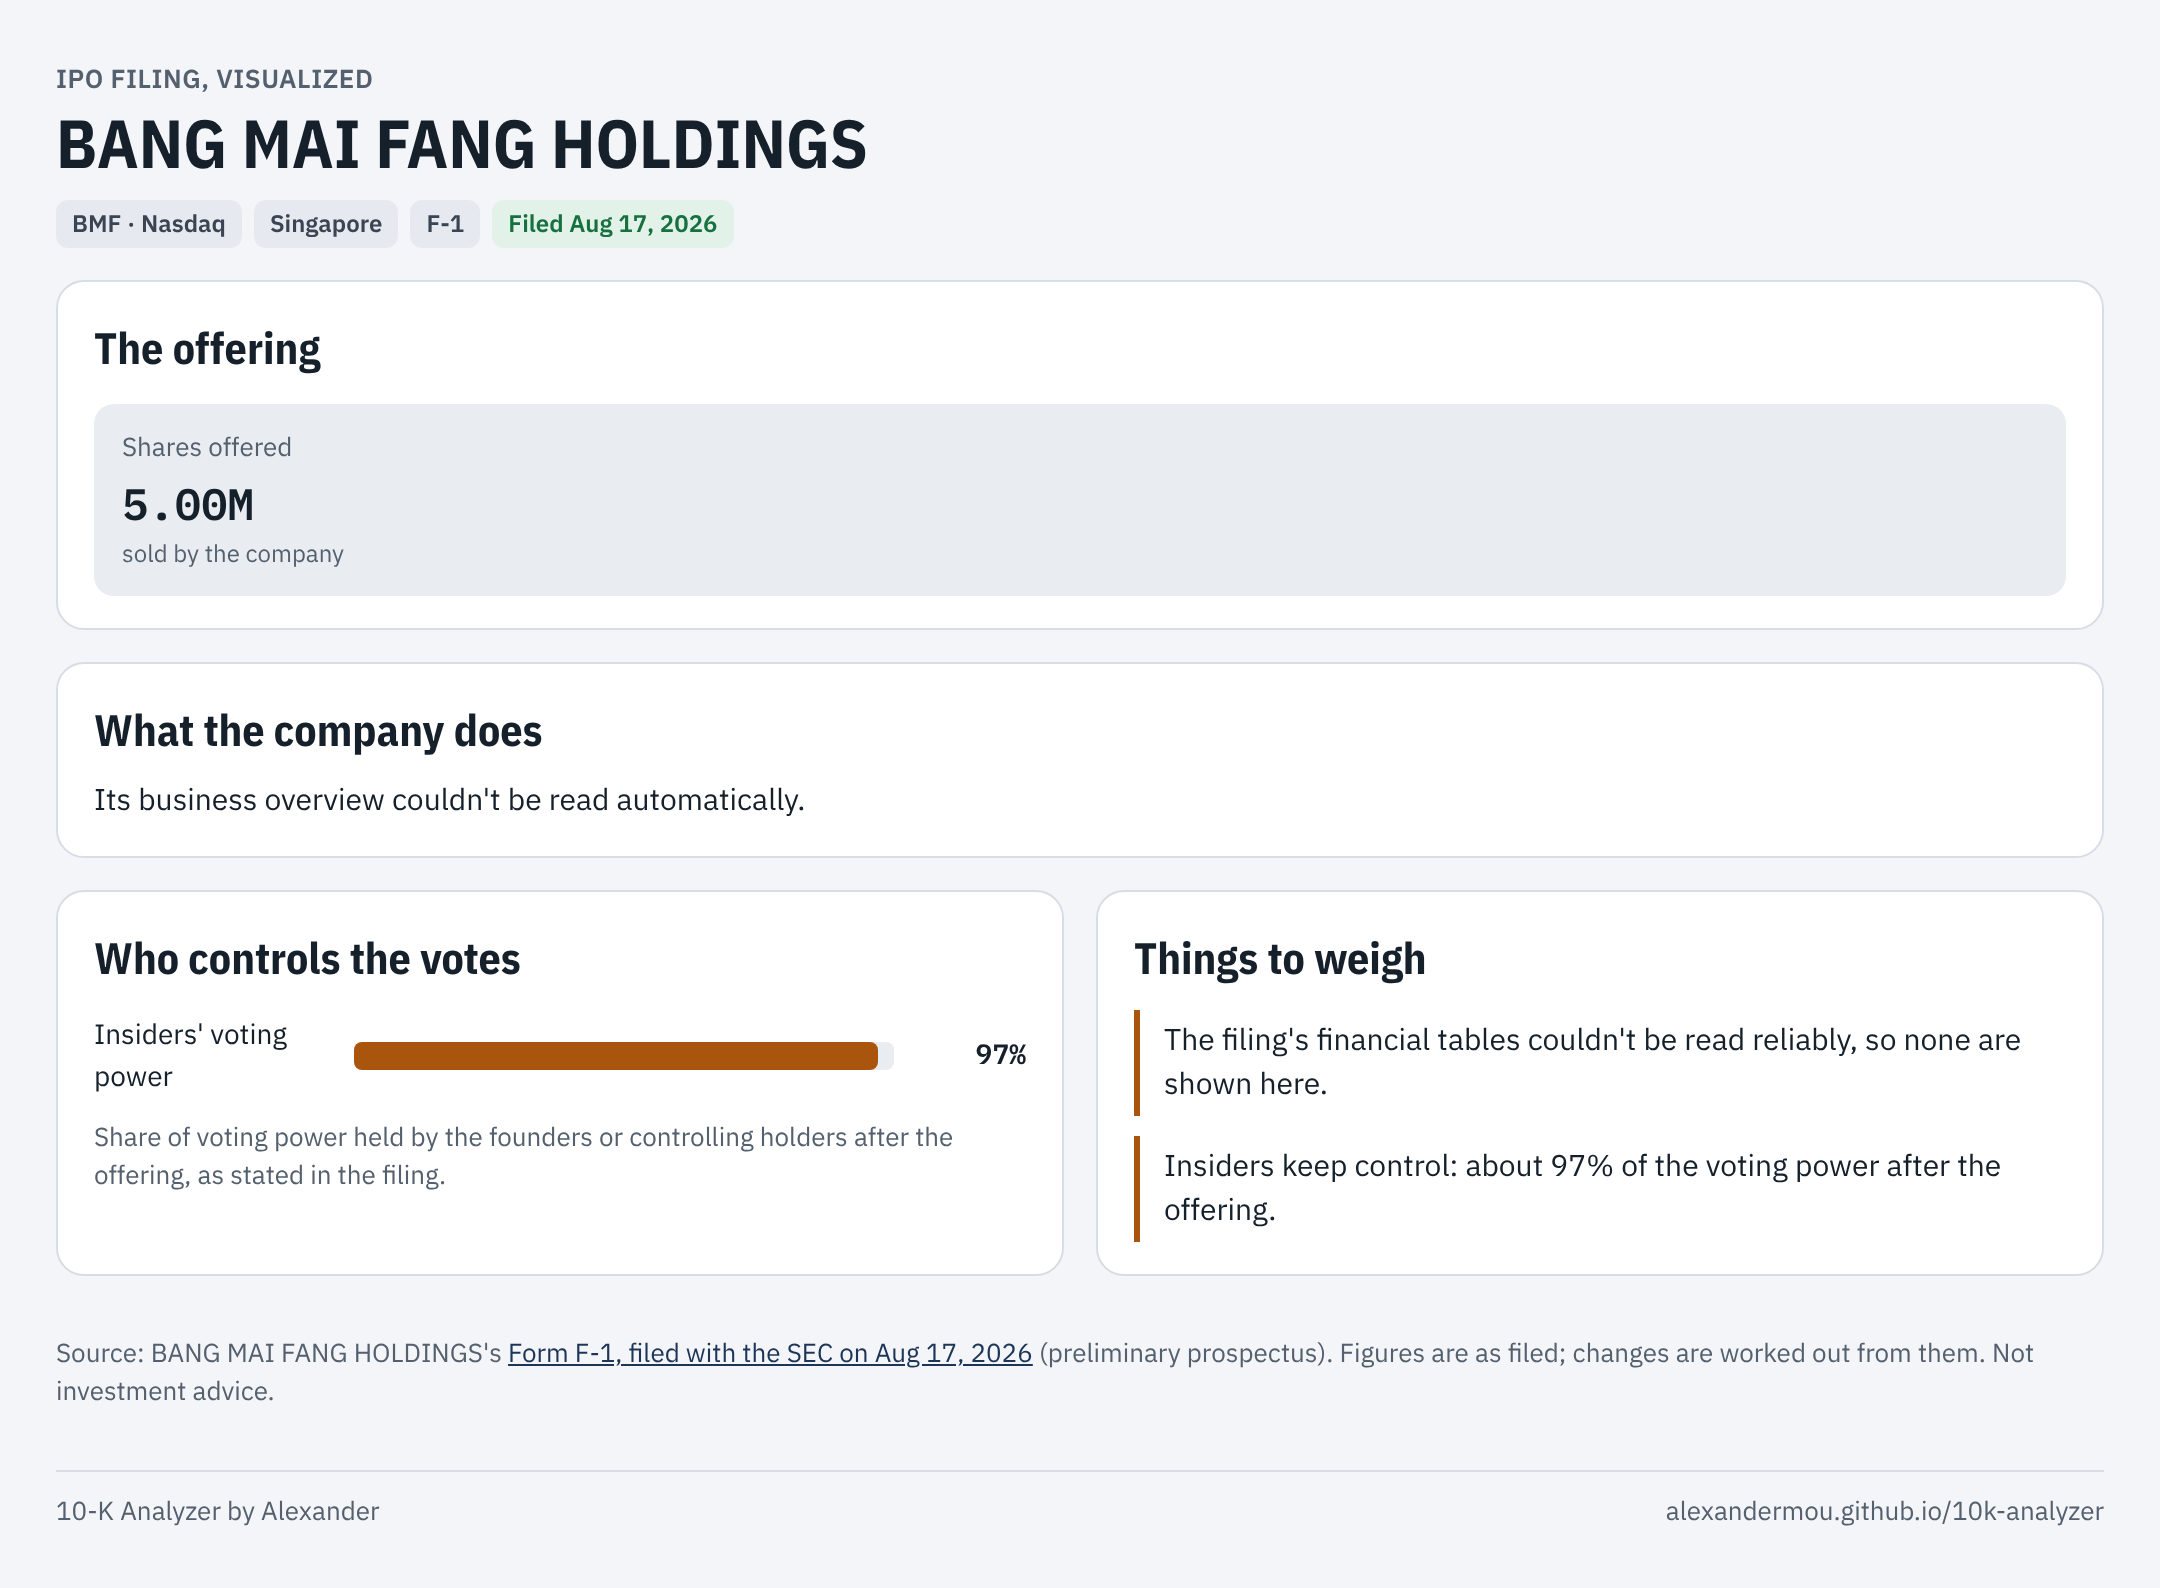 IPO FILING, VISUALIZED
BANG MAI FANG HOLDINGS
BMF · Nasdaq
Singapore
F-1
Filed Aug 17, 2026
The offering
Shares offered
5.00M
sold by the company
What the company does
Its business overview couldn't be read automatically.
Who controls the votes
Insiders' voting
power
97%
Share of voting power held by the founders or controlling holders after the
offering, as stated in the filing.
Things to weigh
The filing's financial tables couldn't be read reliably, so none are
shown here.
Insiders keep control: about 97% of the voting power after the
offering.
Source: BANG MAI FANG HOLDINGS's Form F-1, filed with the SEC on Aug 17, 2026 (preliminary prospectus). Figures are as filed; changes are worked out from them. Not
investment advice.
10-K Analyzer by Alexander
alexandermou.github.io/10k-analyzer